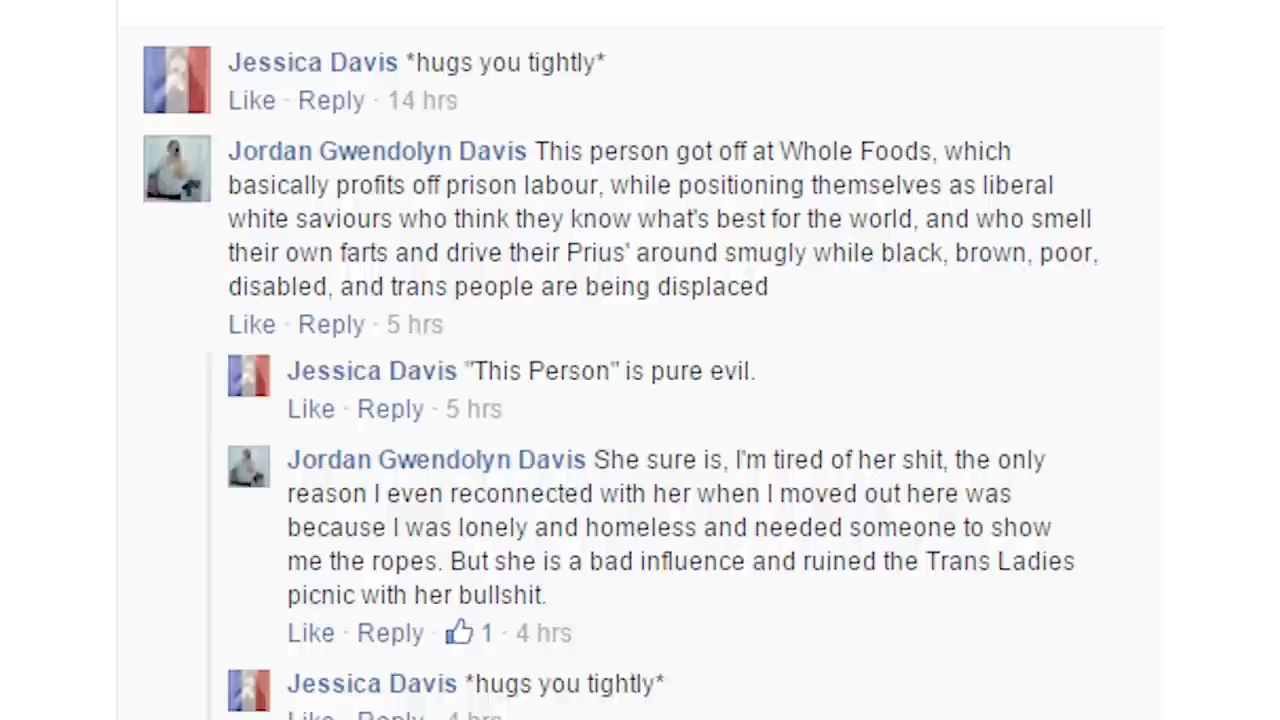 Jessica Davis *hugs you tightly*
Like · Reply · 14 hrs
Jordan Gwendolyn Davis This person got off at Whole Foods, which
basically profits off prison labour, while positioning themselves as liberal
white saviours who think they know what's best for the world, and who smell
their own farts and drive their Prius' around smugly while black, brown, poor,
disabled, and trans people are being displaced
Like · Reply · 5 hrs
Jessica Davis "This Person" is pure evil.
Like · Reply · 5 hrs
Jordan Gwendolyn Davis She sure is, I'm tired of her shit, the only
reason I even reconnected with her when I moved out here was
because I was lonely and homeless and needed someone to show
me the ropes. But she is a bad influence and ruined the Trans Ladies
picnic with her bullshit.
Like · Reply · 1 · 4 hrs
Jessica Davis *hugs you tightly*
Like · Reply · 4 hrs